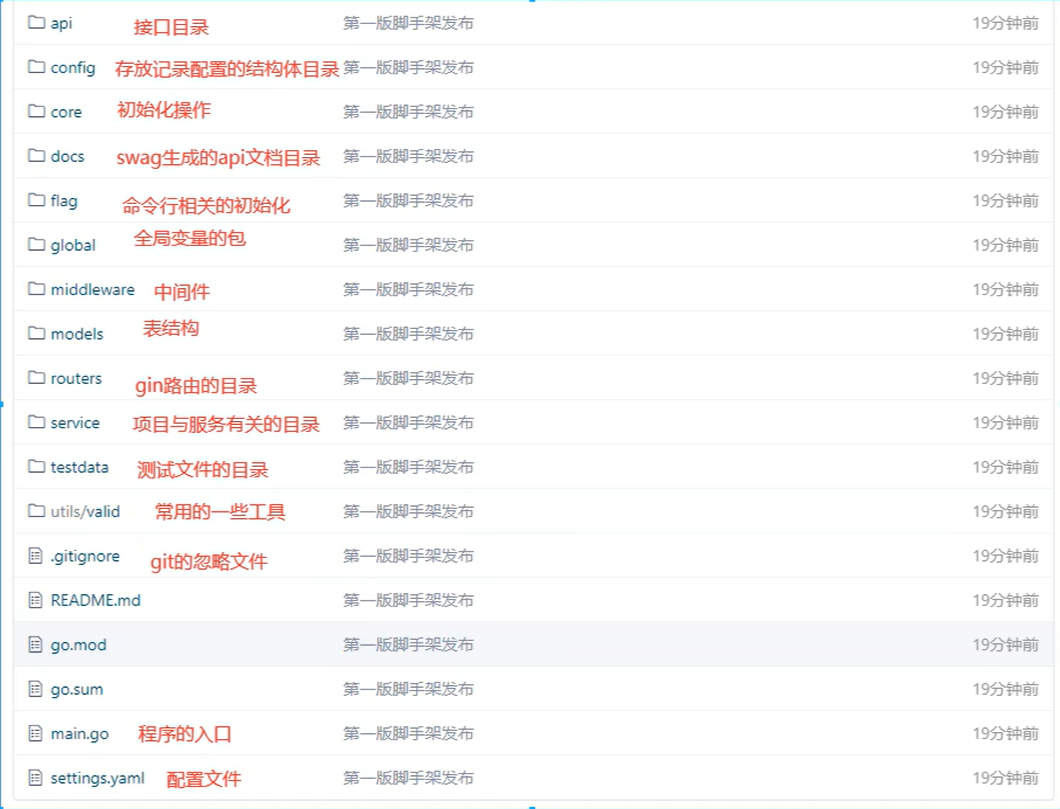 api 接口目录 第一版脚手架发布 19分钟前
config 存放记录配置的结构体目录 第一版脚手架发布 19分钟前
core 初始化操作 第一版脚手架发布 19分钟前
docs swag生成的api文档目录 第一版脚手架发布 19分钟前
flag 命令行相关的初始化 第一版脚手架发布 19分钟前
global 全局变量的包 第一版脚手架发布 19分钟前
middleware 中间件 第一版脚手架发布 19分钟前
models 表结构 第一版脚手架发布 19分钟前
routers gin路由的目录 第一版脚手架发布 19分钟前
service 项目与服务有关的目录 第一版脚手架发布 19分钟前
testdata 测试文件的目录 第一版脚手架发布 19分钟前
utils/valid 常用的一些工具 第一版脚手架发布 19分钟前
.gitignore git的忽略文件 第一版脚手架发布 19分钟前
README.md 第一版脚手架发布 19分钟前
go.mod 第一版脚手架发布 19分钟前
go.sum 第一版脚手架发布 19分钟前
main.go 程序的入口 第一版脚手架发布 19分钟前
settings.yaml 配置文件 第一版脚手架发布 19分钟前